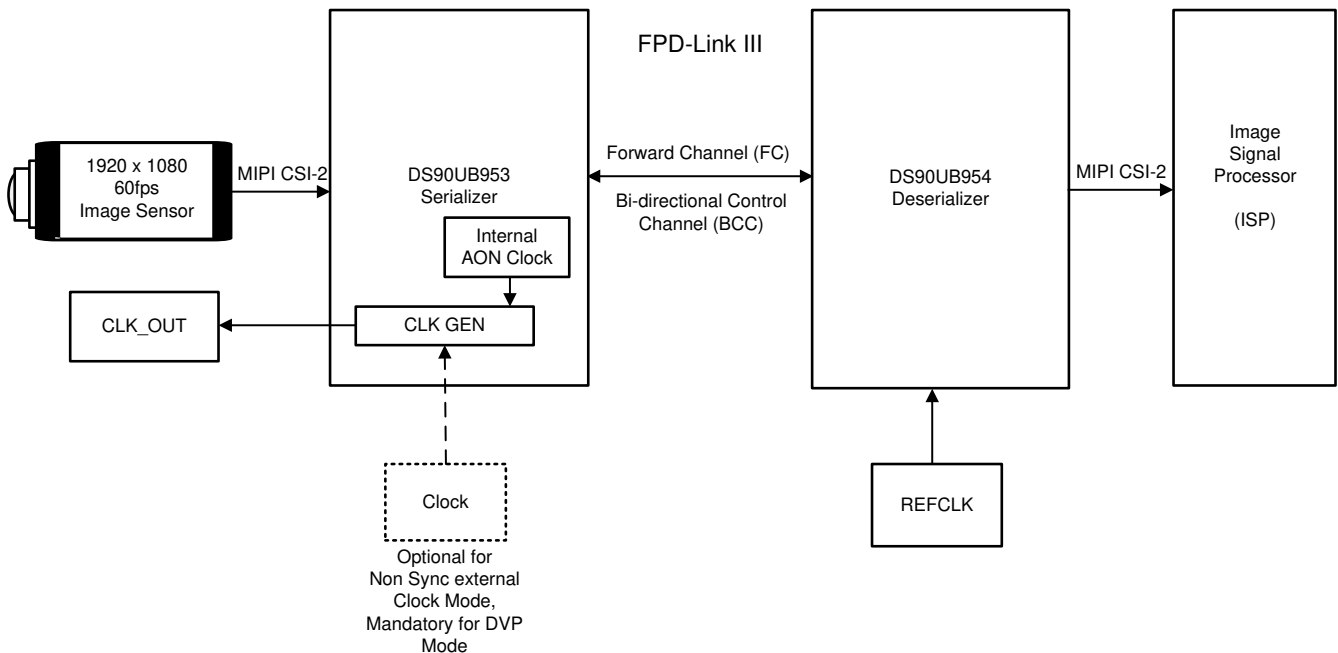 FPD-Link III
1920 x 1080
60fps
Image Sensor
MIPI CSI-2
DS90UB953
Serializer
Internal
AON Clock
CLK GEN
CLK_OUT
Clock
Optional for
Non Sync external
Clock Mode,
Mandatory for DVP
Mode
Forward Channel (FC)
Bi-directional Control
Channel (BCC)
DS90UB954
Deserializer
REFCLK
MIPI CSI-2
Image
Signal
Processor
(ISP)